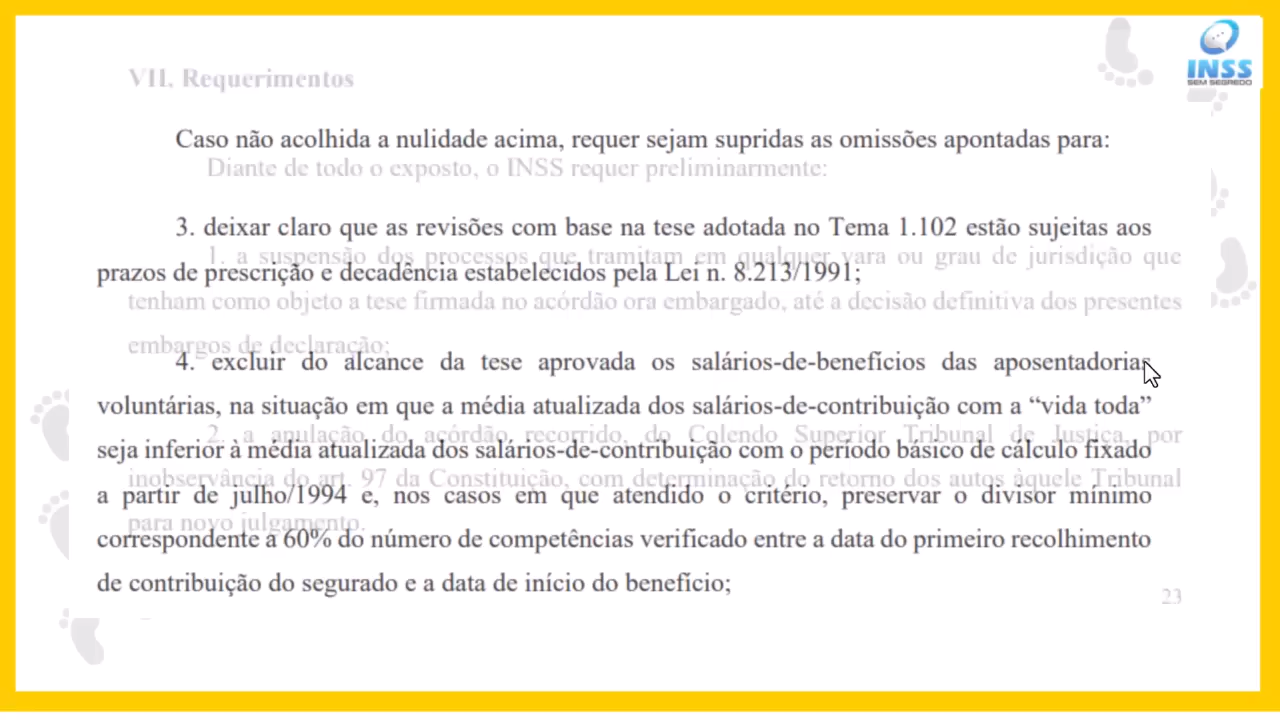 INSS
SEM SEGREDO
VII. Requerimentos
Caso não acolhida a nulidade acima, requer sejam supridas as omissões apontadas para:
Diante de todo o exposto, o INSS requer preliminarmente:
3. deixar claro que as revisões com base na tese adotada no Tema 1.102 estão sujeitas aos
1. a suspensão dos processos que tramitam em qualquer vara ou grau de jurisdição que
prazos de prescrição e decadência estabelecidos pela Lei n. 8.213/1991;
tenham como objeto a tese firmada no acórdão ora embargado, até a decisão definitiva dos presentes
embargos de declaração;
4. excluir do alcance da tese aprovada os salários-de-benefícios das aposentadorias
voluntárias, na situação em que a média atualizada dos salários-de-contribuição com a “vida toda”
2. a anulação do acórdão recorrido, do Colendo Superior Tribunal de Justiça, por
seja inferior à média atualizada dos salários-de-contribuição com o período básico de cálculo fixado
inobservância do art. 97 da Constituição, com determinação do retorno dos autos àquele Tribunal
a partir de julho/1994 e, nos casos em que atendido o critério, preservar o divisor mínimo
para novo julgamento.
correspondente a 60% do número de competências verificado entre a data do primeiro recolhimento
de contribuição do segurado e a data de início do benefício;
23